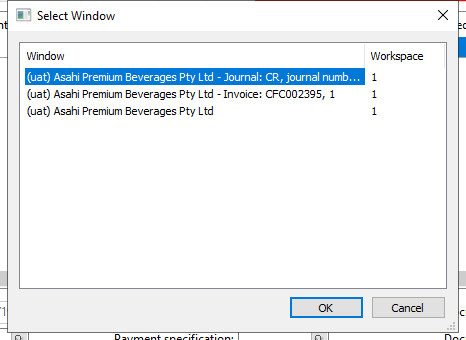 Select Window
Window Workspace
(uat) Asahi Premium Beverages Pty Ltd - Journal: CR, journal numb... 1
(uat) Asahi Premium Beverages Pty Ltd - Invoice: CFC002395, 1 1
(uat) Asahi Premium Beverages Pty Ltd 1
OK Cancel
Payment specification: